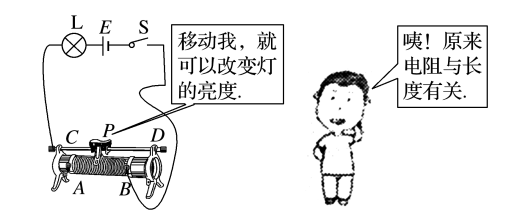 L E S
移动我，就
可以改变灯
的亮度.
咦！原来
电阻与长
度有关.
C P D
A B